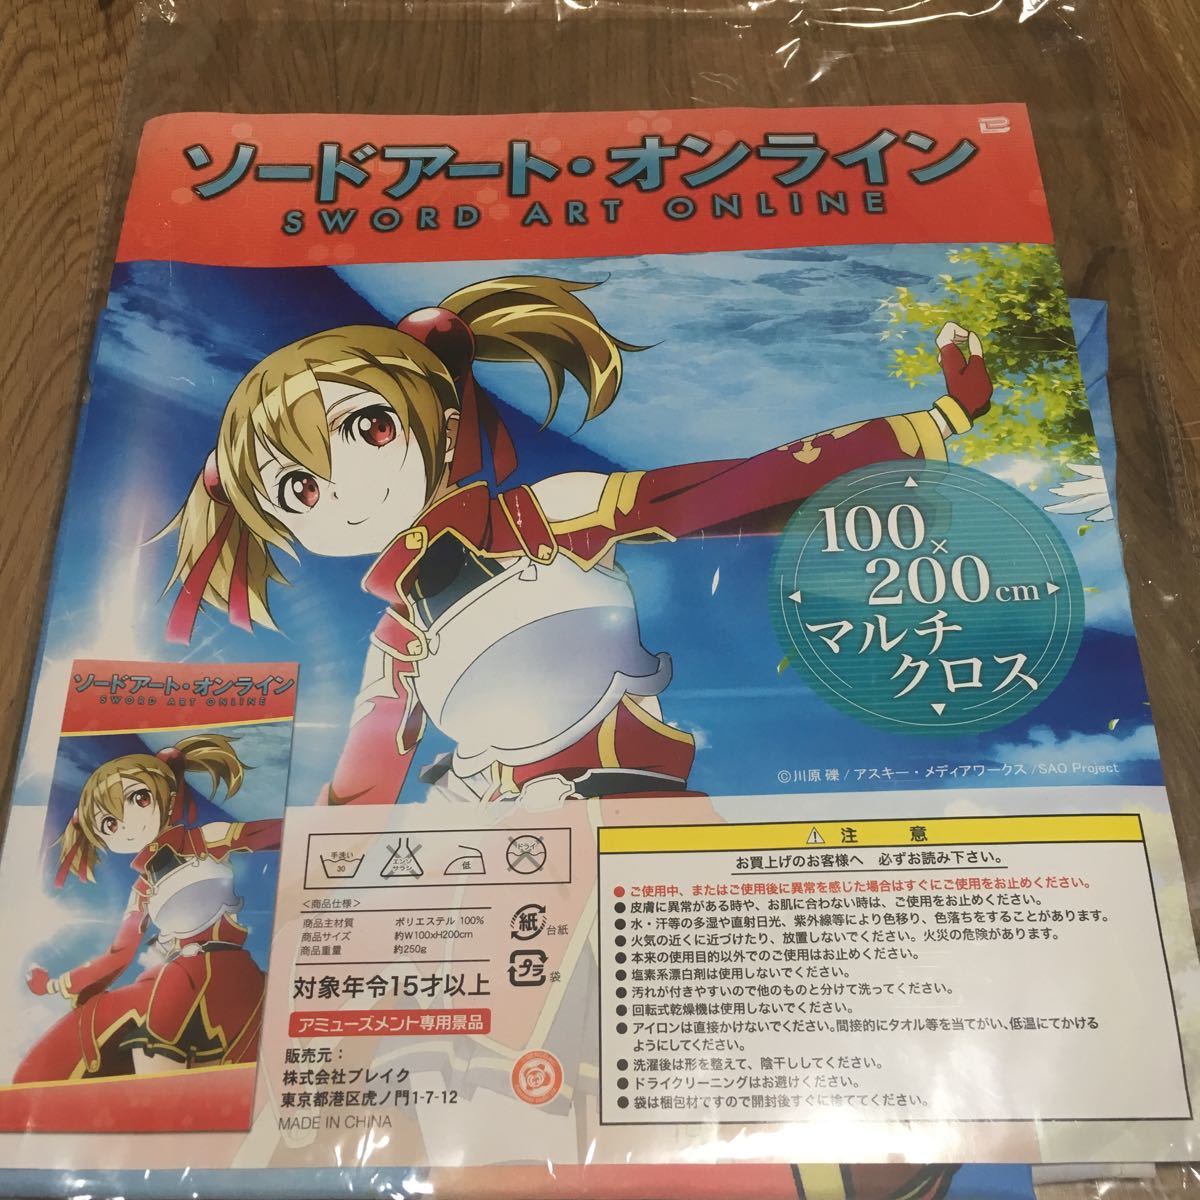 ソードアート・オンライン
SWORD ART ONLINE
100×
200cm
マルチ
クロス
©川原 礫/アスキー・メディアワークス/SAO Project
ソードアート・オンライン
SWORD ART ONLINE
手洗い
30
エンソ
サラシ
低
ドライ
<商品仕様>
商品主材質 ポリエステル 100%
商品サイズ 約W100xH200cm
商品重量 約250g
紙 台紙
プラ 袋
対象年令15才以上
アミューズメント専用景品
販売元：
株式会社ブレイク
東京都港区虎ノ門1-7-12
MADE IN CHINA
⚠ 注 意
お買上げのお客様へ 必ずお読み下さい。
● ご使用中、またはご使用後に異常を感じた場合はすぐにご使用をお止めください。
● 皮膚に異常がある時や、お肌に合わない時は、ご使用をお止めください。
● 水・汗等の多湿や直射日光、紫外線等により色移り、色落ちをすることがあります。
● 火気の近くに近づけたり、放置しないでください。火災の危険があります。
● 本来の使用目的以外でのご使用はお止めください。
● 塩素系漂白剤は使用しないでください。
● 汚れが付きやすいので他のものと分けて洗ってください。
● 回転式乾燥機は使用しないでください。
● アイロンは直接かけないでください。間接的にタオル等を当てがい、低温にてかける
ようにしてください。
● 洗濯後は形を整えて、陰干ししてください。
● ドライクリーニングはお避けください。
● 袋は梱包材ですので開封後すぐに捨ててください。